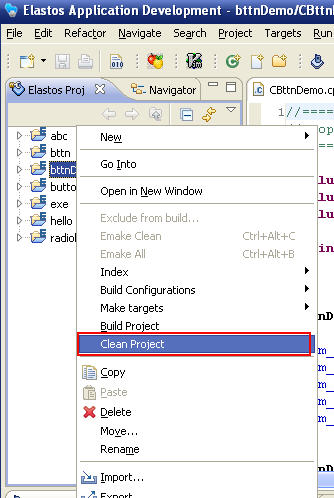 Elastos Application Development - bttnDemo/CBttn
File Edit Refactor Navigate Search Project Tools
Elastos Proj Navigator CBttnDemo.cp
abc
bttn
bttnD
butto
exe
hello
radiol
New
Go Into
Open in New Window
Exclude from build...
Emake Clean Ctrl+Alt+C
Emake All Ctrl+Alt+B
Index
Build Configurations
Make targets
Build Project
Clean Project
Copy
Paste
Delete
Move...
Rename
Import...
Export